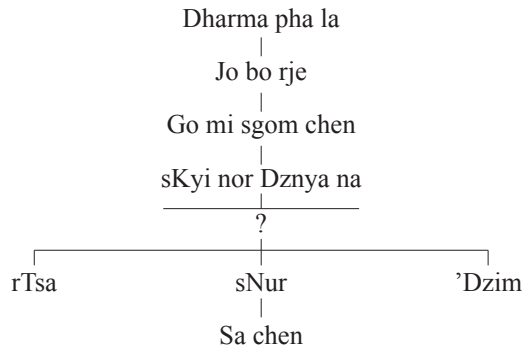 Dharma pha la
Jo bo rje
Go mi sgom chen
sKyi nor Dznya na
?
rTsa sNur ’Dzim
Sa chen